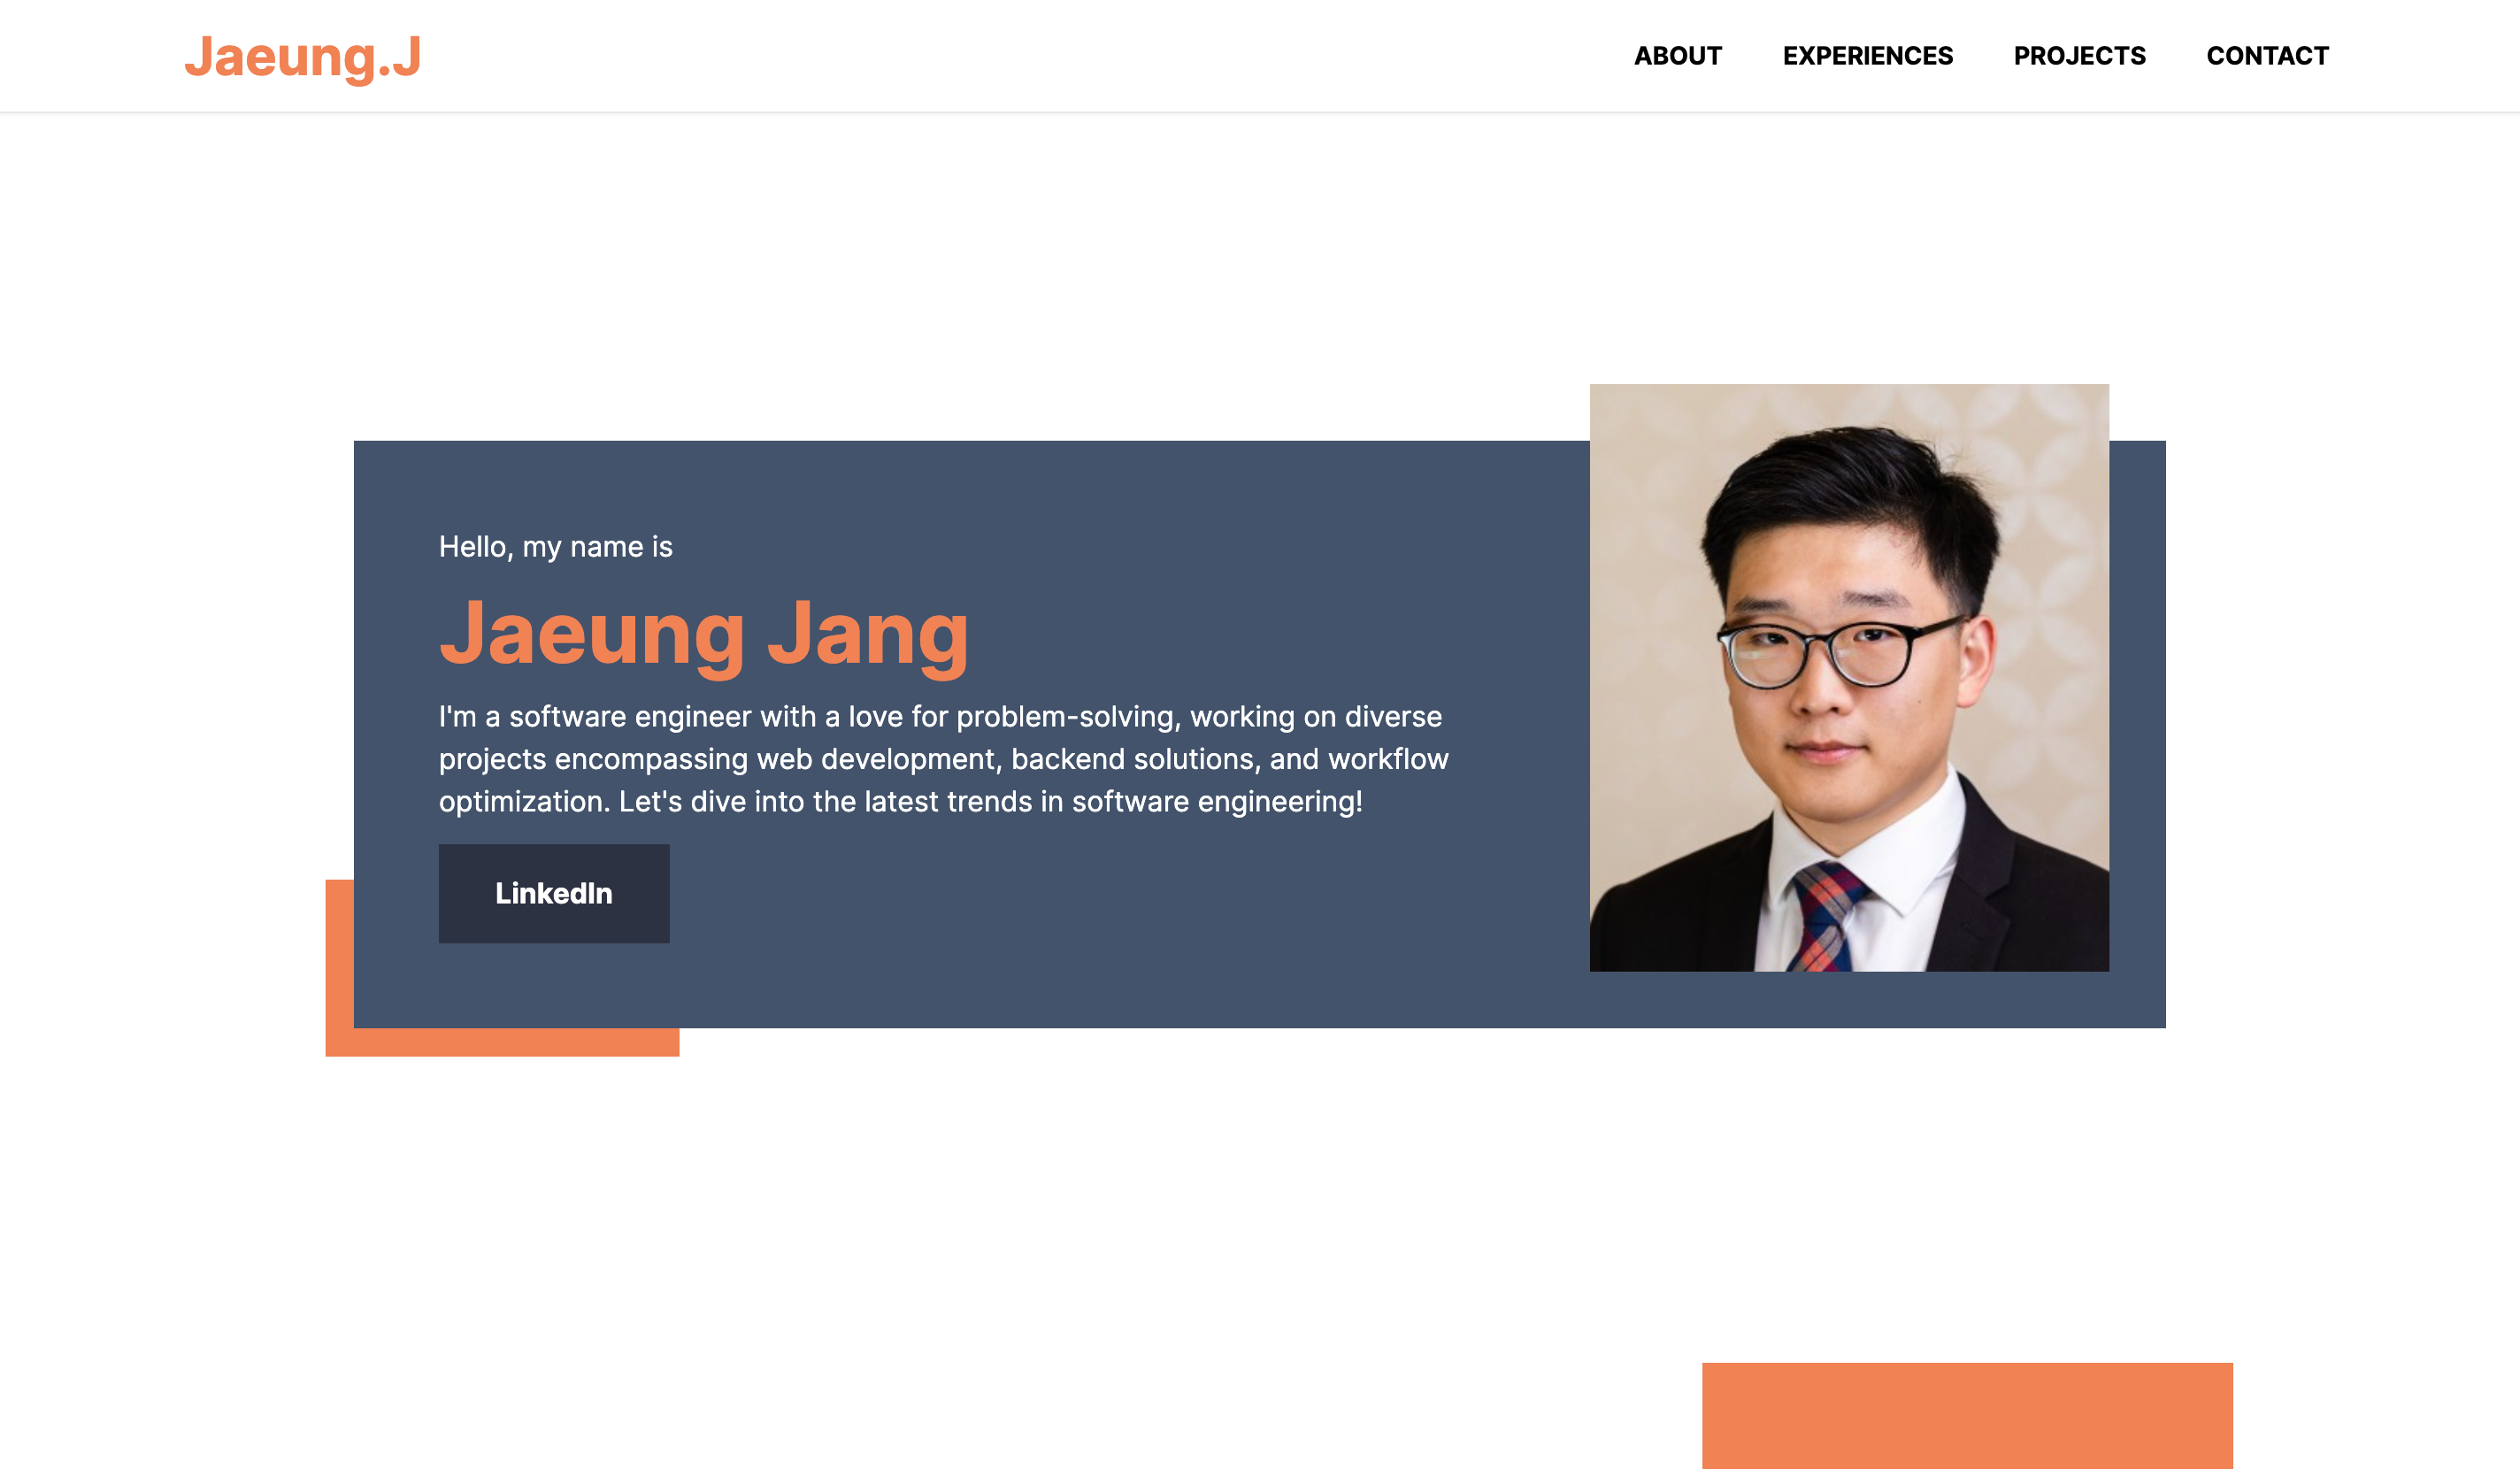 Jaeung.J
ABOUT EXPERIENCES PROJECTS CONTACT
Hello, my name is
Jaeung Jang
I'm a software engineer with a love for problem-solving, working on diverse
projects encompassing web development, backend solutions, and workflow
optimization. Let's dive into the latest trends in software engineering!
LinkedIn